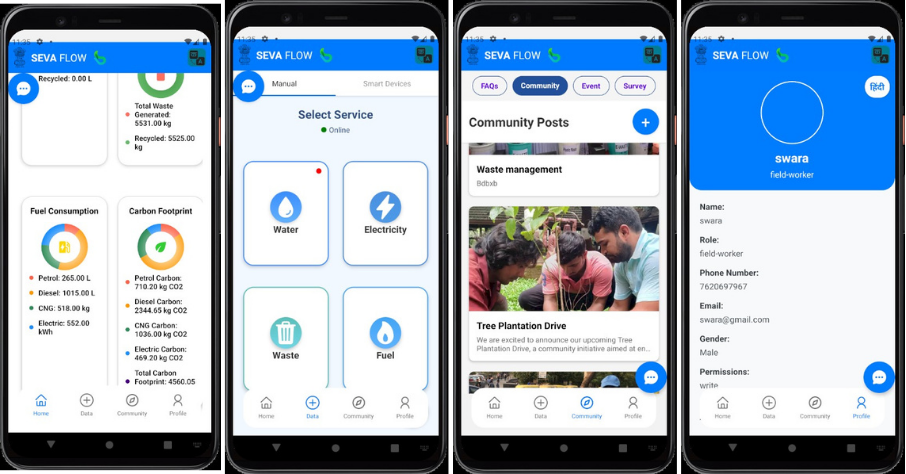 11:35
SEVA FLOW
Recycled: 0.00 L
Total Waste
Generated:
5531.00 kg
Recycled: 5525.00
kg
Fuel Consumption
Petrol: 265.00 L
Diesel: 1015.00 L
CNG: 518.00 kg
Electric: 552.00
kWh
Carbon Footprint
Petrol Carbon:
710.20 kg CO2
Diesel Carbon:
2344.65 kg CO2
CNG Carbon:
1036.00 kg CO2
Electric Carbon:
469.20 kg CO2
Total Carbon
Footprint: 4560.05
Home
Data
Community
Profile
11:35
SEVA FLOW
Manual
Smart Devices
Select Service
Online
Water
Electricity
Waste
Fuel
Home
Data
Community
Profile
11:35
SEVA FLOW
FAQs
Community
Event
Survey
Community Posts
+
Waste management
Bdbxb
Tree Plantation Drive
We are excited to announce our upcoming Tree
Plantation Drive, a community initiative aimed at en...
Home
Data
Community
Profile
11:35
SEVA FLOW
हिंदी
swara
field-worker
Name:
swara
Role:
field-worker
Phone Number:
7620697967
Email:
swara@gmail.com
Gender:
Male
Permissions:
write
Home
Data
Community
Profile